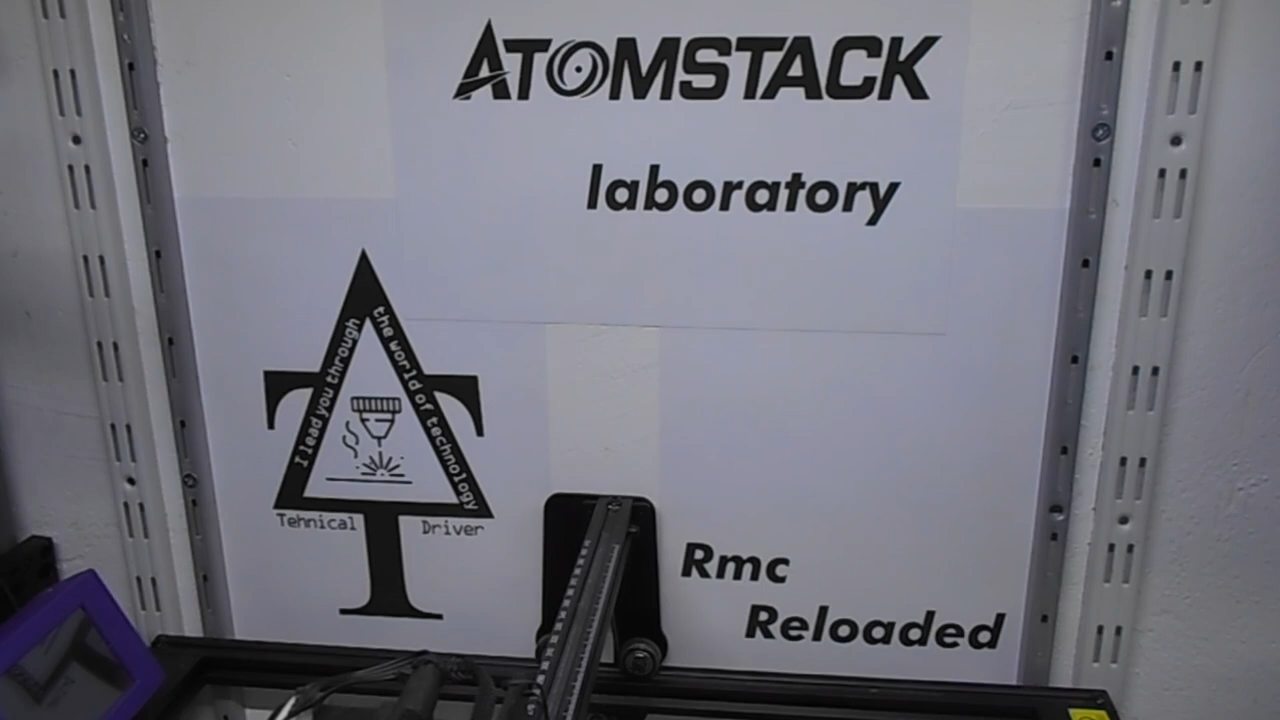 ATOMSTACK
laboratory
I lead you through
the world of technology
Tehnical Driver
Rmc
Reloaded